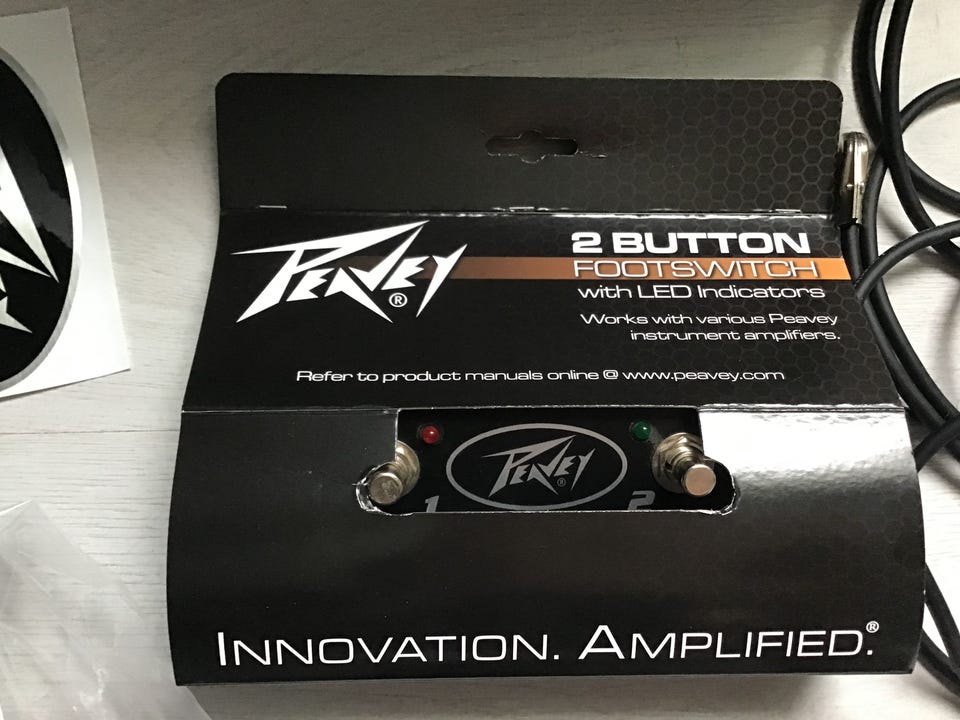 PEAVEY®
2 BUTTON
FOOTSWITCH
with LED Indicators
Works with various Peavey
instrument amplifiers.
Refer to product manuals online @ www.peavey.com
PEAVEY®
1 2
INNOVATION. AMPLIFIED.®